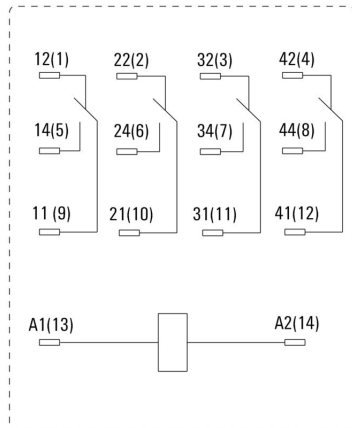 12(1) 22(2) 32(3) 42(4)
14(5) 24(6) 34(7) 44(8)
11 (9) 21(10) 31(11) 41(12)
A1(13) A2(14)